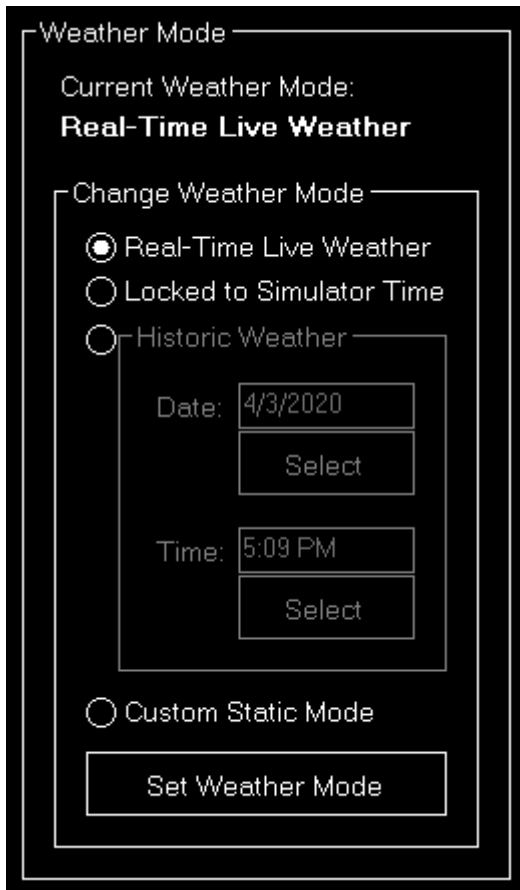 Weather Mode
Current Weather Mode:
Real-Time Live Weather
Change Weather Mode
Real-Time Live Weather
Locked to Simulator Time
Historic Weather
Date: 4/3/2020
Select
Time: 5:09 PM
Select
Custom Static Mode
Set Weather Mode